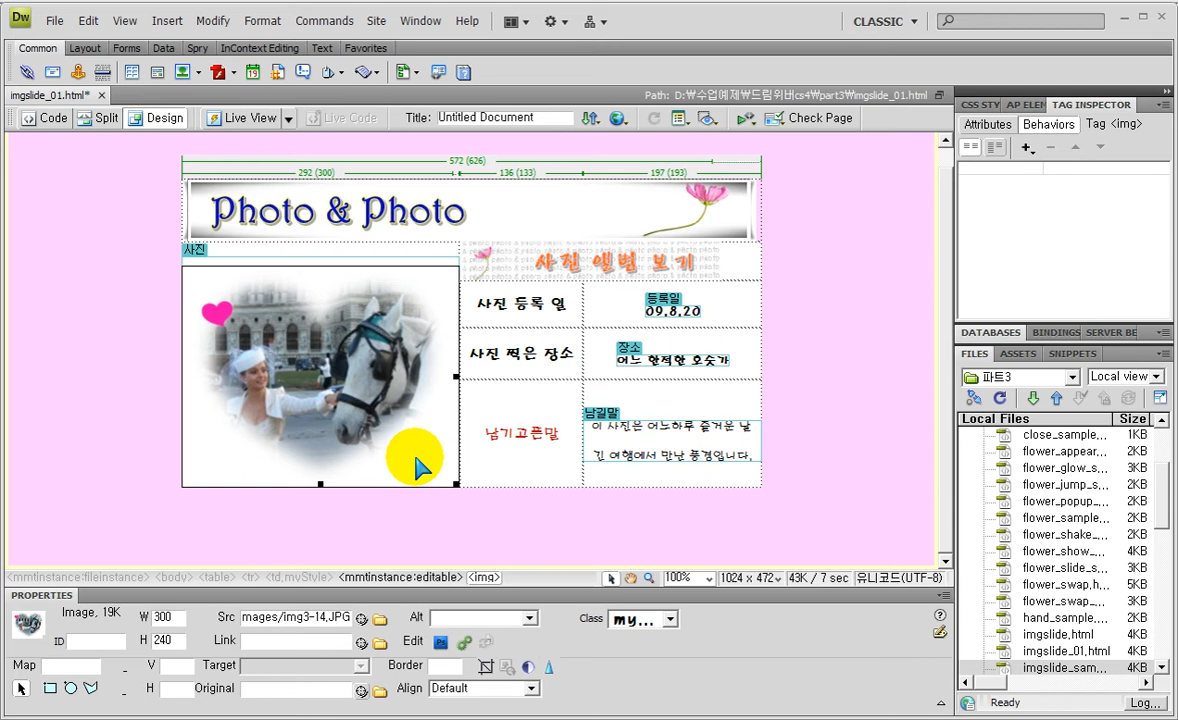 Dw File Edit View Insert Modify Format Commands Site Window Help CLASSIC
Common Layout Forms Data Spry InContext Editing Text Favorites
imgslide_01.html* Path: D:₩수업예제₩드림위버cs4₩part3₩imgslide_01.html
Code Split Design Live View Live Code Title: Untitled Document Check Page
CSS STY AP ELEM TAG INSPECTOR
Attributes Behaviors Tag <img>
572 (626)
292 (300) 136 (133) 197 (193)
Photo & Photo
사진
사진 앨범 보기
사진 등록 일
등록일
09.8.20
사진 찍은 장소
장소
어느 한적한 호숫가
남기고픈말
남길말
이 사진은 어느하루 즐거운 날
긴 여행에서 만난 풍경입니다.
DATABASES BINDINGS SERVER BE
FILES ASSETS SNIPPETS
파트3 Local view
Local Files Size
close_sample,... 1KB
flower_appear... 2KB
flower_glow_s... 3KB
flower_jump_s... 2KB
flower_popup_... 2KB
flower_sample... 2KB
flower_shake_... 2KB
flower_show_... 4KB
flower_slide_s... 3KB
flower_swap,h... 5KB
flower_swap_... 3KB
hand_sample,... 2KB
imgslide,html 4KB
imgslide_01,html 4KB
imgslide_sam... 4KB
Ready Log...
<mmtinstance:fileinstance> <body> <table> <tr> <td.myStyle> <mmtinstance:editable> <img> 100% 1024 x 472 43K / 7 sec 유니코드(UTF-8)
PROPERTIES
Image, 19K W 300 Src mages/img3-14,JPG Alt Class my...
ID H 240 Link Edit Ps
Map V Target Border
H Original Align Default